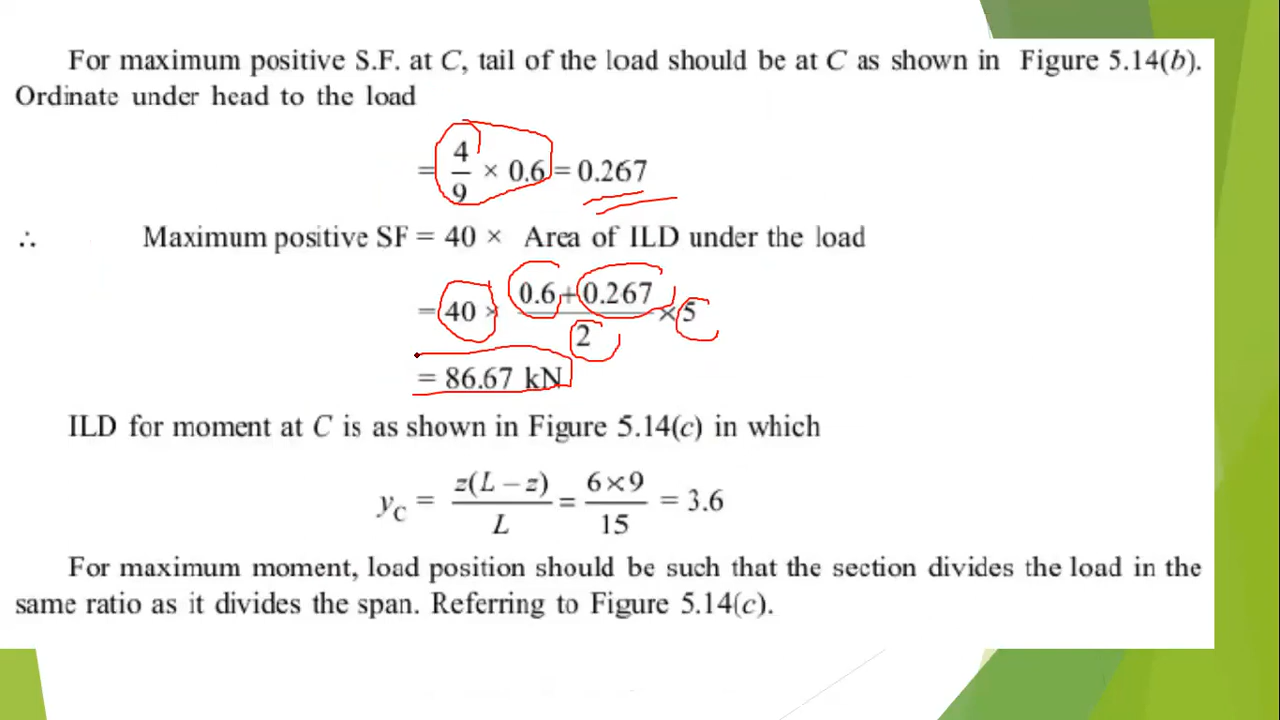 For maximum positive S.F. at C, tail of the load should be at C as shown in Figure 5.14(b).
Ordinate under head to the load
= 4/9 × 0.6 = 0.267
∴ Maximum positive SF = 40 × Area of ILD under the load
= 40 × (0.6+0.267)/2 × 5
= 86.67 kN
ILD for moment at C is as shown in Figure 5.14(c) in which
y_C = z(L – z)/L = 6×9/15 = 3.6
For maximum moment, load position should be such that the section divides the load in the
same ratio as it divides the span. Referring to Figure 5.14(c).